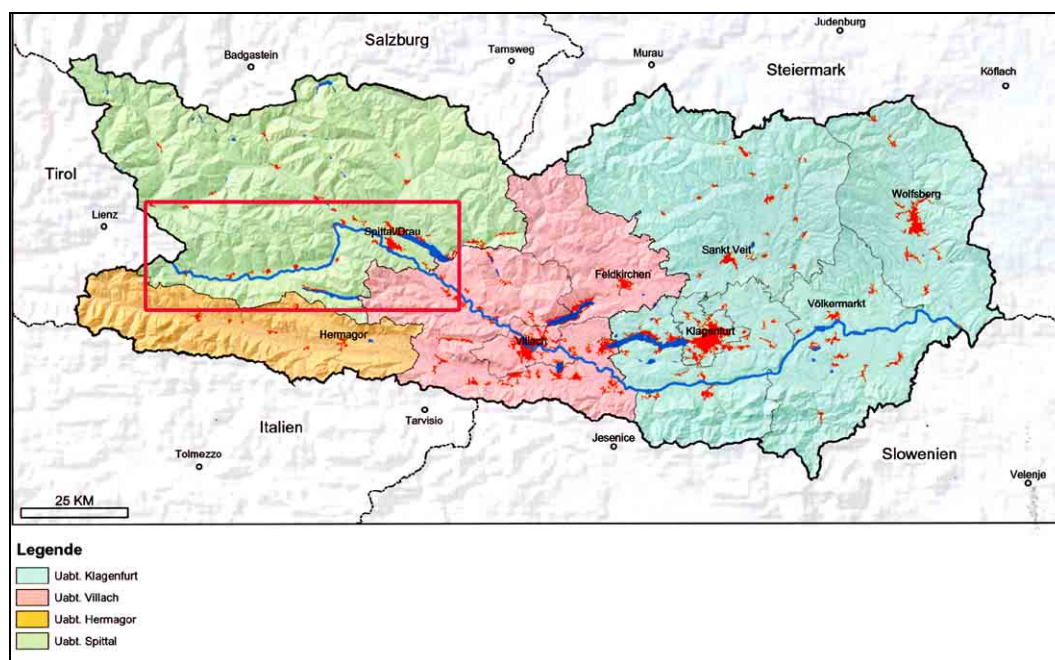 Judenburg
Salzburg
Badgastein
Tamsweg
Murau
Steiermark
Köflach
Tirol
Lienz
Wolfsberg
Spittal/Drau
Sankt Veit
Feldkirchen
Völkermarkt
Hermagor
Klagenfurt
Villach
Italien
Tarvisio
Jesenice
Tolmezzo
Slowenien
Velenje
25 KM
Legende
Uabt. Klagenfurt
Uabt. Villach
Uabt. Hermagor
Uabt. Spittal